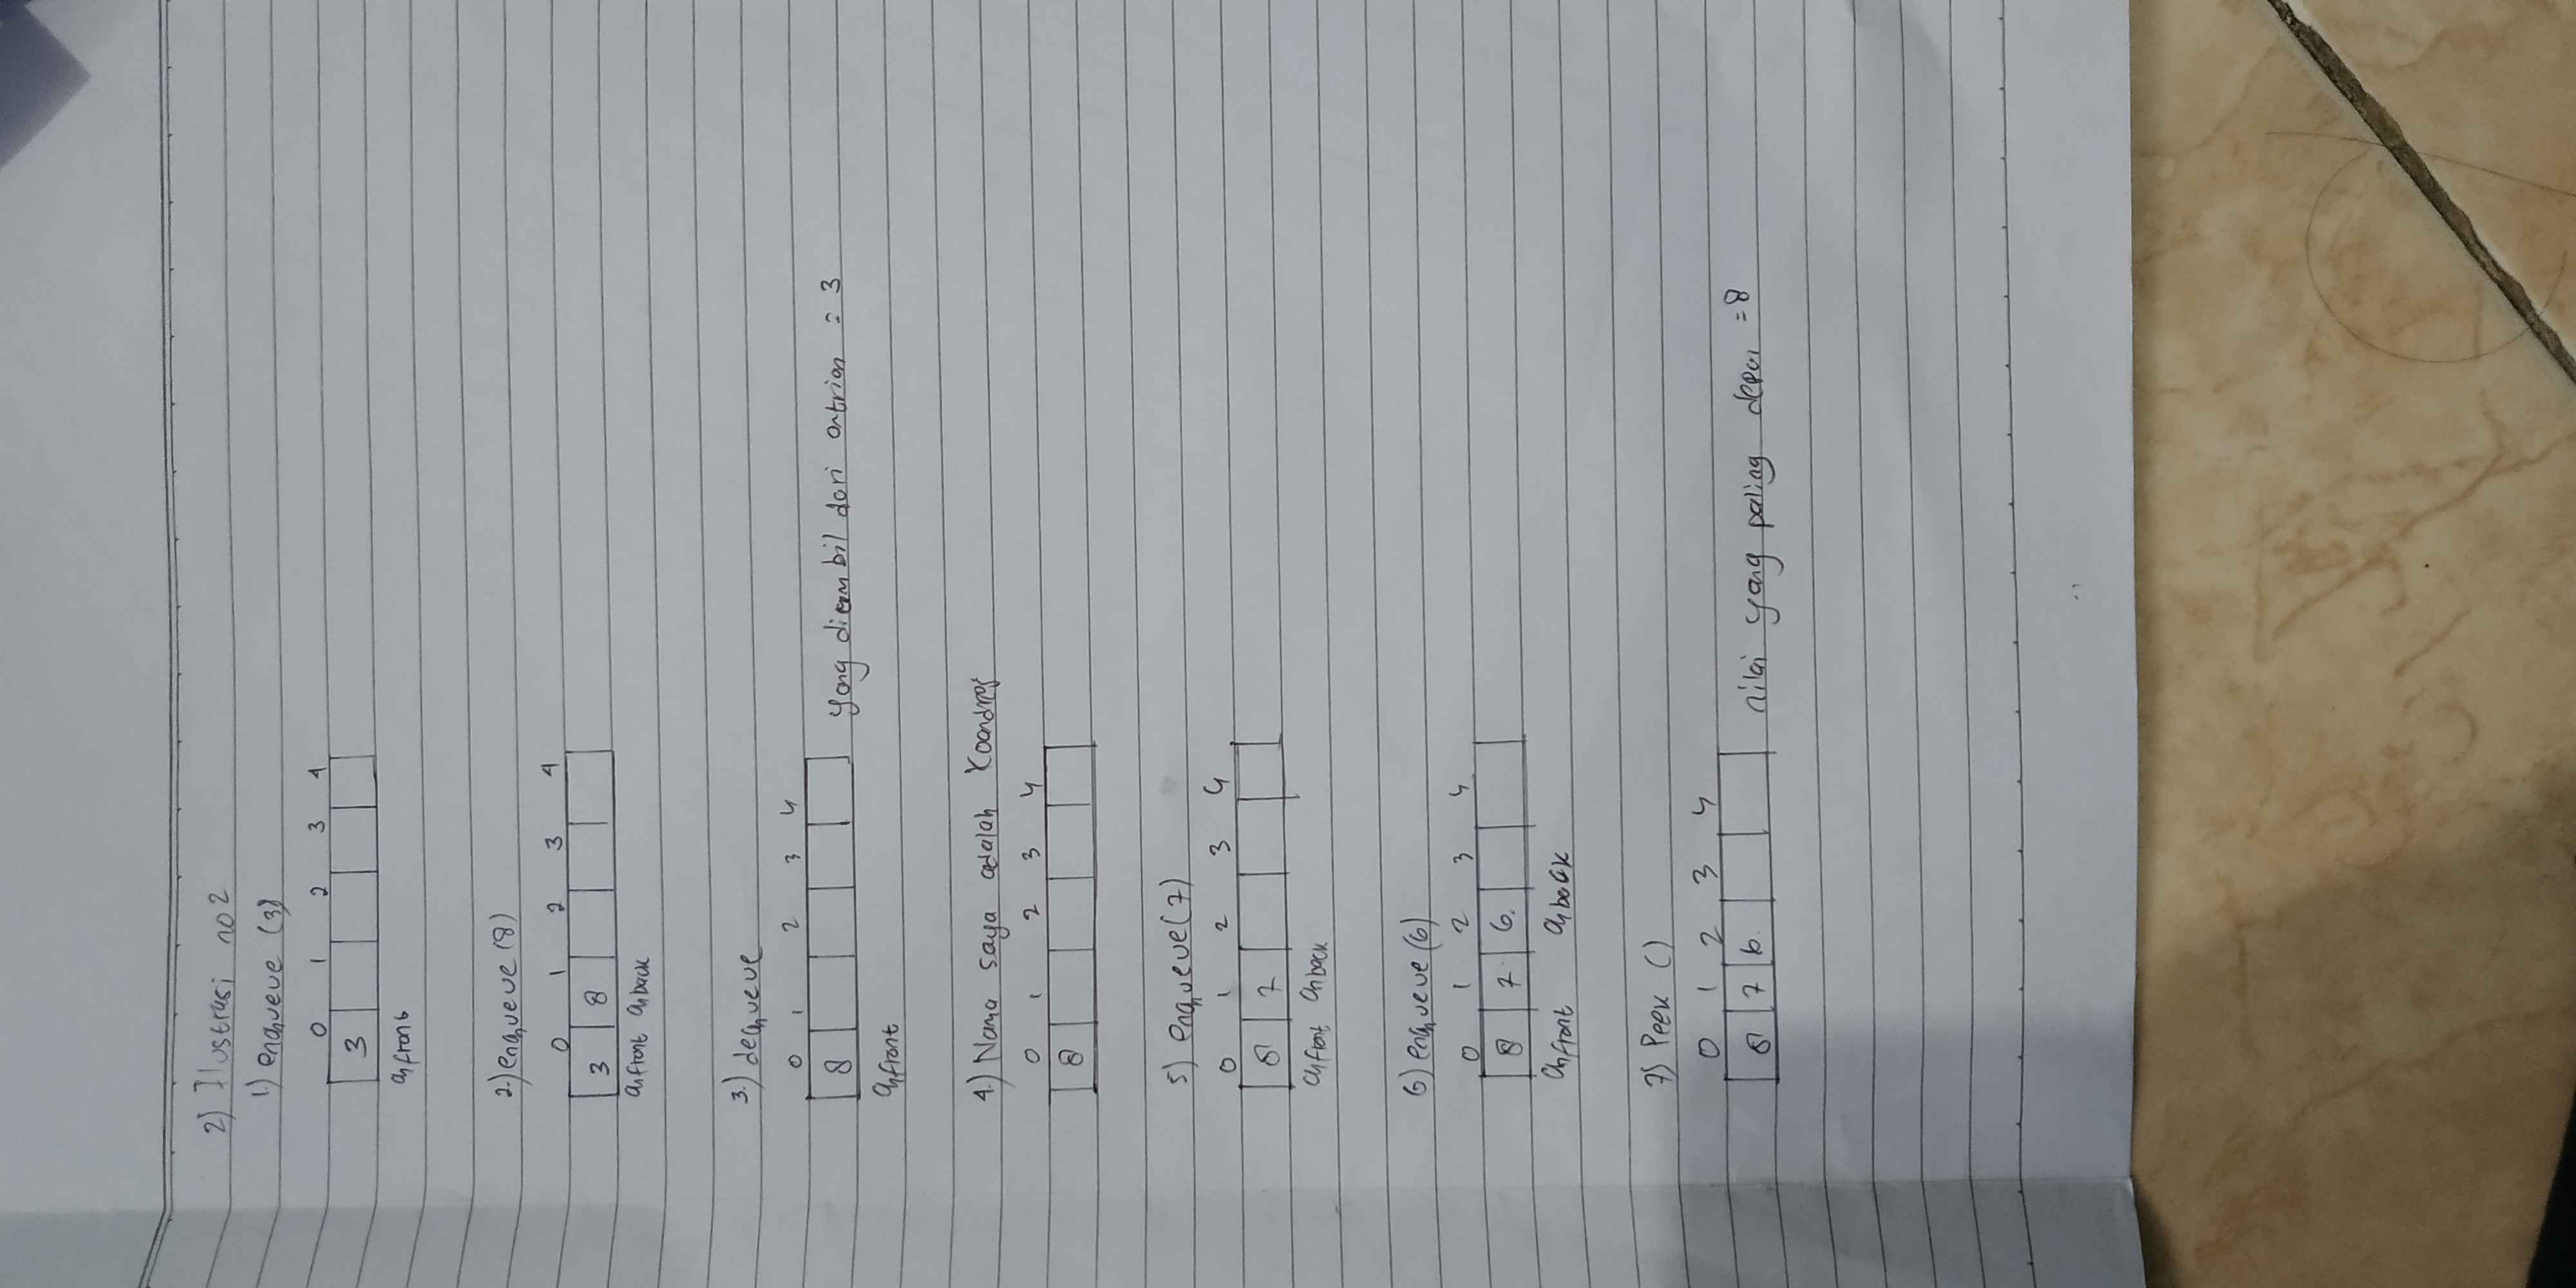 2) Ilustrasi no 2
1) enqueue (3)
0 1 2 3 4
3
q,front
2.) enqueue (8)
0 1 2 3 4
3 8
q,front q,back
3.) dequeue
0 1 2 3 4
8 yang diambil dari antrian = 3
q,front
4.) Nama saya adalah
0 1 2 3 4
8
5) enqueue(7)
0 1 2 3 4
8 7
q,front q,back
6) enqueue (6)
0 1 2 3 4
8 7 6
q,front q,back
7) Peek ()
0 1 2 3 4
8 7 6 nilai yang paling depan = 8